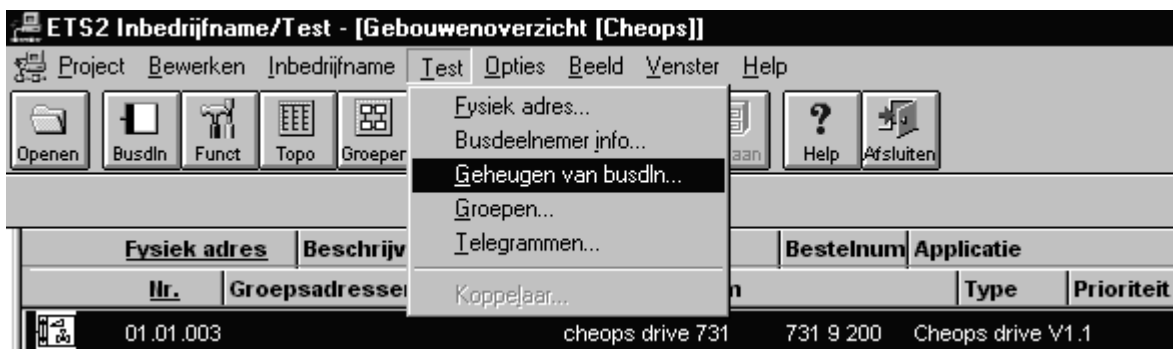 ETS2 Inbedrijfname/Test - [Gebouwenoverzicht [Cheops]]
Project Bewerken Inbedrijfname Test Opties Beeld Venster Help
Openen Busdln Funct Topo Groepen aan Help Afsluiten
Fysiek adres...
Busdeelnemer info...
Geheugen van busdln...
Groepen...
Telegrammen...
Koppelaar...
Fysiek adres Beschrijv Bestelnum Applicatie
Nr. Groepsadressen Type Prioriteit
01.01.003 cheops drive 731 731 9 200 Cheops drive V1.1